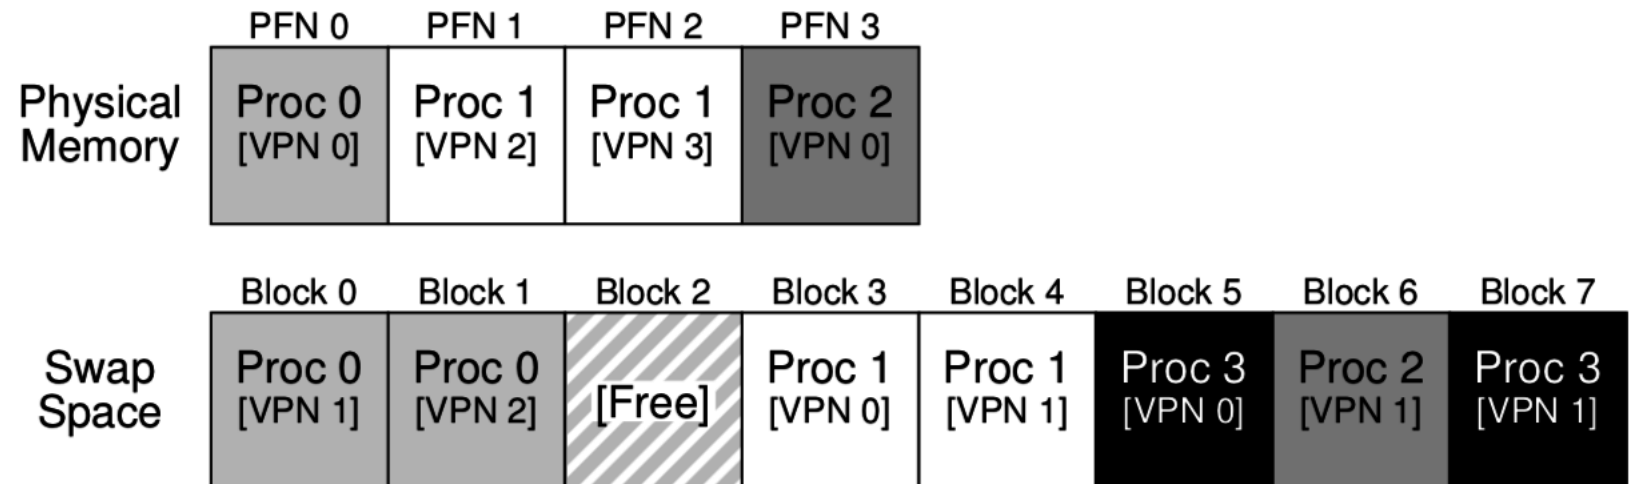 PFN 0 PFN 1 PFN 2 PFN 3
Physical
Memory
Proc 0 Proc 1 Proc 1 Proc 2
[VPN 0] [VPN 2] [VPN 3] [VPN 0]
Block 0 Block 1 Block 2 Block 3 Block 4 Block 5 Block 6 Block 7
Swap
Space
Proc 0 Proc 0 [Free] Proc 1 Proc 1 Proc 3 Proc 2 Proc 3
[VPN 1] [VPN 2] [VPN 0] [VPN 1] [VPN 0] [VPN 1] [VPN 1]